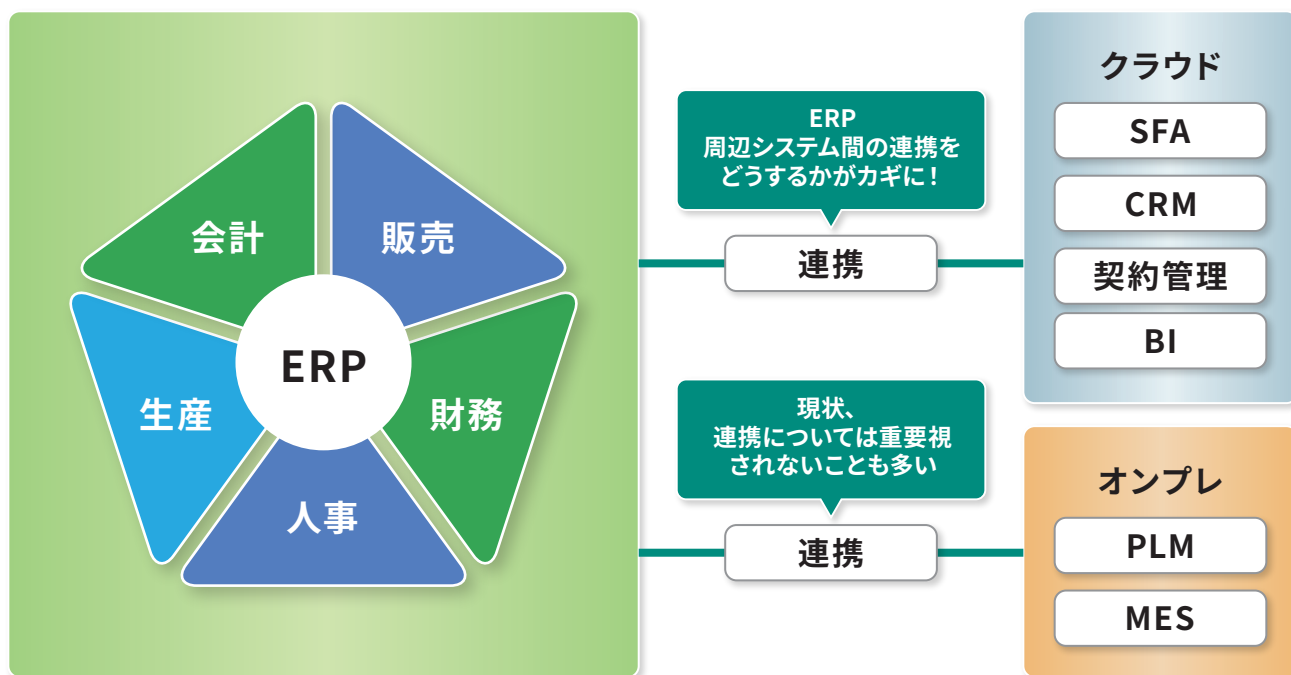 会計
販売
ERP
生産
財務
人事
ERP
周辺システム間の連携を
どうするかがカギに！
連携
現状、
連携については重要視
されないことも多い
連携
クラウド
SFA
CRM
契約管理
BI
オンプレ
PLM
MES